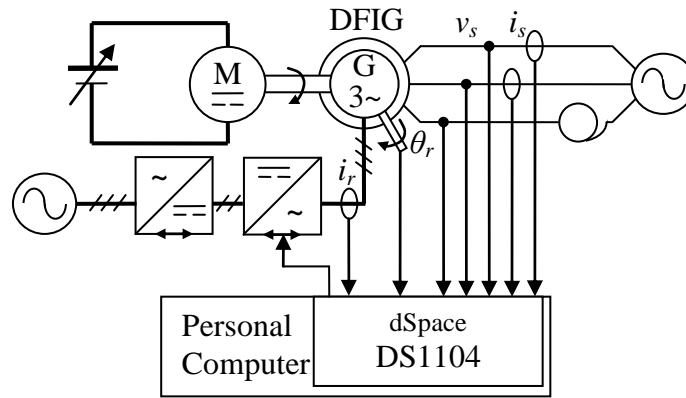 DFIG
v_s
i_s
M
G
3~
θ_r
i_r
~
~
Personal
Computer
dSpace
DS1104